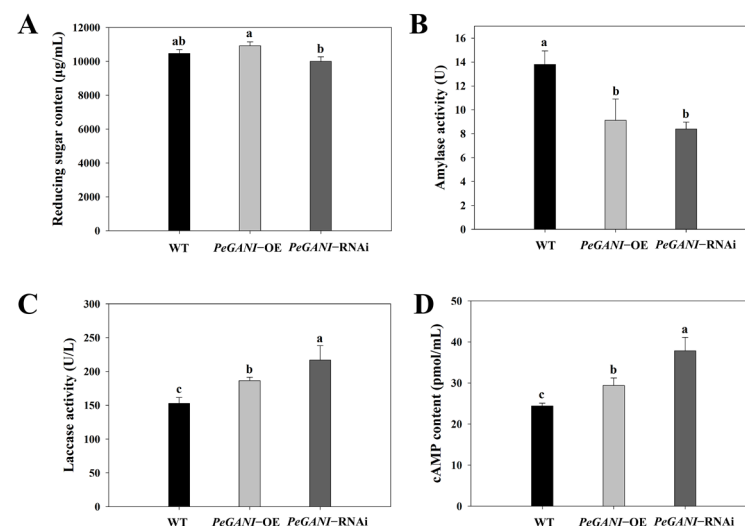 A
Reducing sugar conten (µg/mL)
12000
10000
8000
6000
4000
2000
0
ab
a
b
WT
PeGANI−OE
PeGANI−RNAi
B
Amylase activity (U)
16
14
12
10
8
6
4
2
0
a
b
b
WT
PeGANI−OE
PeGANI−RNAi
C
Laccase activity (U/L)
300
250
200
150
100
50
0
c
b
a
WT
PeGANI−OE
PeGANI−RNAi
D
cAMP content (pmol/mL)
50
40
30
20
10
0
c
b
a
WT
PeGANI−OE
PeGANI−RNAi